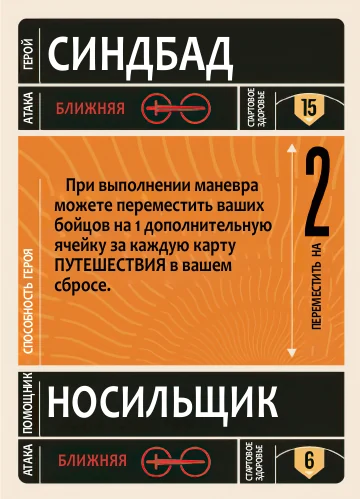 ГЕРОЙ
СИНДБАД
АТАКА
БЛИЖНЯЯ
СТАРТОВОЕ
ЗДОРОВЬЕ
15
СПОСОБНОСТЬ ГЕРОЯ
При выполнении маневра
можете переместить ваших
бойцов на 1 дополнительную
ячейку за каждую карту
ПУТЕШЕСТВИЯ в вашем
сбросе.
ПЕРЕМЕСТИТЬ НА
2
ПОМОЩНИК
НОСИЛЬЩИК
АТАКА
БЛИЖНЯЯ
СТАРТОВОЕ
ЗДОРОВЬЕ
6